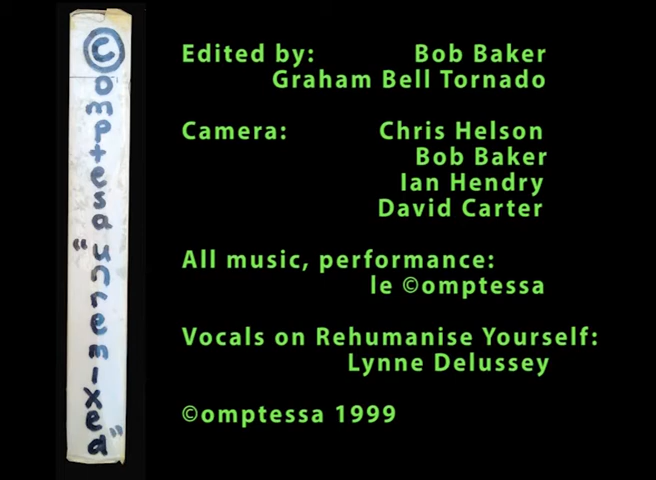 "unremixed"
Edited by: Bob Baker
Graham Bell Tornado
Camera: Chris Helson
Bob Baker
Ian Hendry
David Carter
All music, performance:
le ©omptessa
Vocals on Rehumanise Yourself:
Lynne Delussey
©omptessa 1999